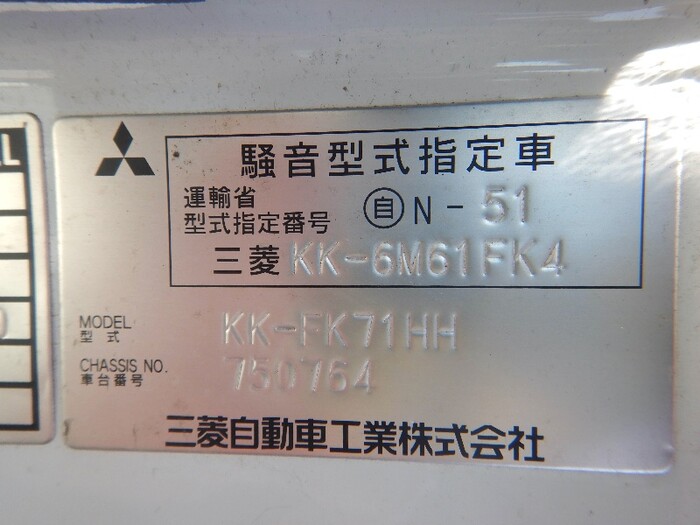 騒音型式指定車
運輸省
型式指定番号
自 N - 51
三菱 KK-6M61FK4
MODEL
型式
KK-FK71HH
CHASSIS NO.
車台番号
750764
三菱自動車工業株式会社